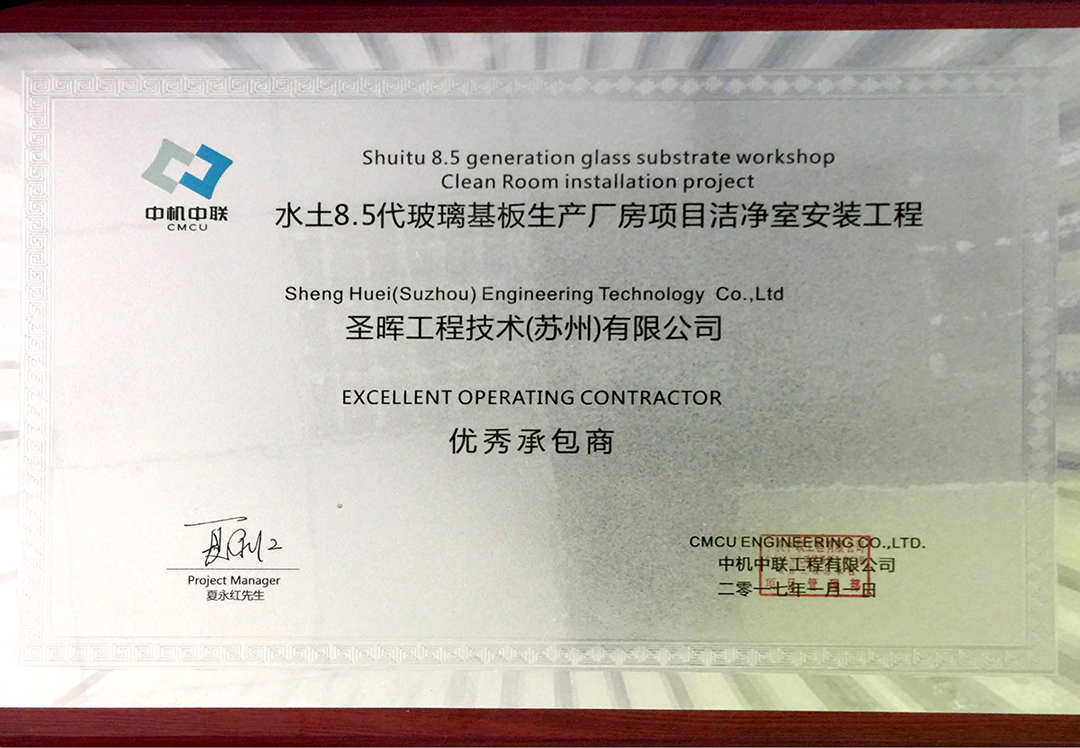 Shuitu 8.5 generation glass substrate workshop
Clean Room installation project
中机中联
CMCU
水土8.5代玻璃基板生产厂房项目洁净室安装工程
Sheng Huei(Suzhou) Engineering Technology Co.,Ltd
圣晖工程技术(苏州)有限公司
EXCELLENT OPERATING CONTRACTOR
优秀承包商
Project Manager
夏永红先生
CMCU ENGINEERING CO.,LTD.
中机中联工程有限公司
二零一七年一月一日
项目管理部